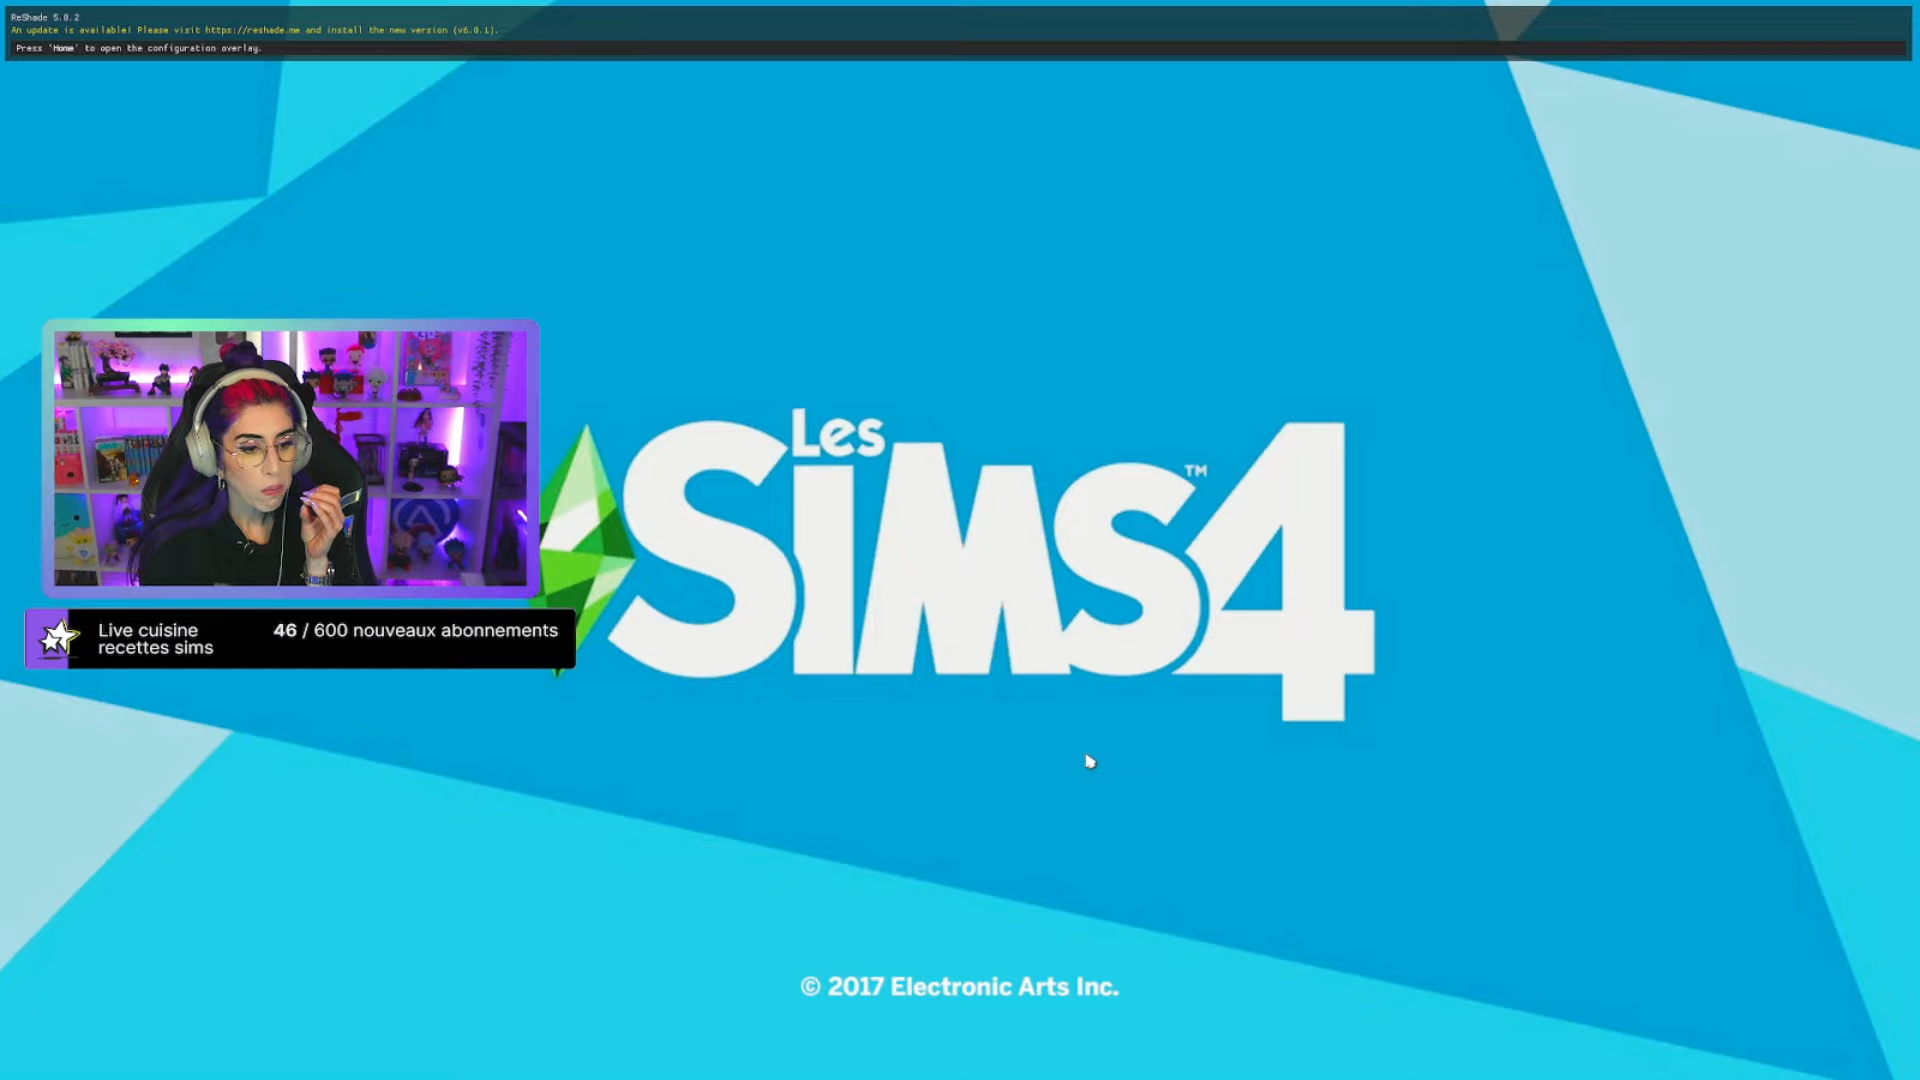 ReShade 5.0.2
An update is available! Please visit https://reshade.me and install the new version (v6.0.1).
Press 'Home' to open the configuration overlay.
Les
SIMS4™
Live cuisine
recettes sims
46 / 600 nouveaux abonnements
© 2017 Electronic Arts Inc.